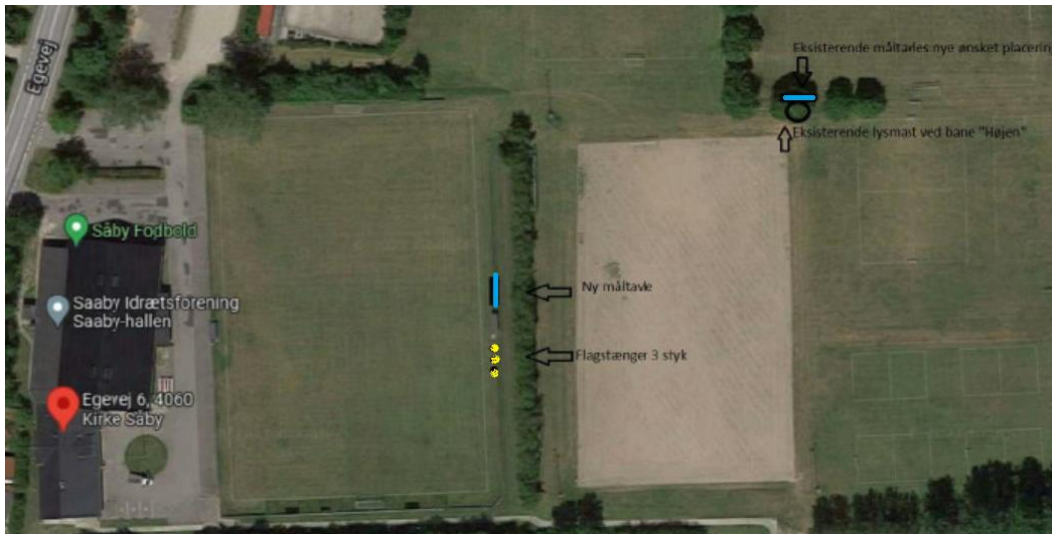 Egevej
Eksisterende måltavles nye ønsket placering
Eksisterende lysmast ved bane "Højen"
Såby Fodbold
Ny måltavle
Saaby Idrætsforening
Saaby-hallen
Flagstænger 3 styk
Egevej 6, 4060
Kirke Såby